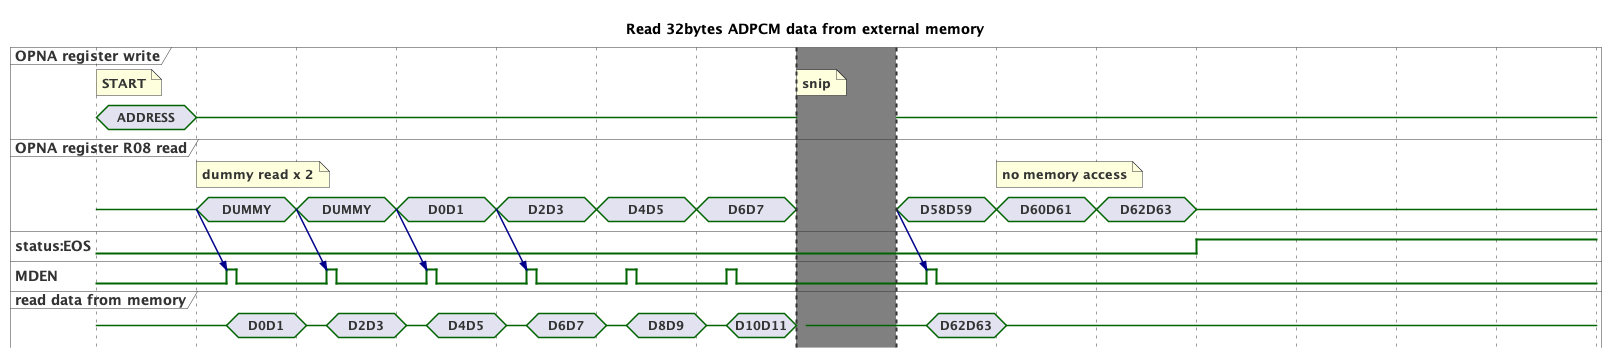 Read 32bytes ADPCM data from external memory
OPNA register write
START
snip
ADDRESS
OPNA register R08 read
dummy read x 2
no memory access
DUMMY DUMMY D0D1 D2D3 D4D5 D6D7 D58D59 D60D61 D62D63
status:EOS
MDEN
read data from memory
D0D1 D2D3 D4D5 D6D7 D8D9 D10D11 D62D63